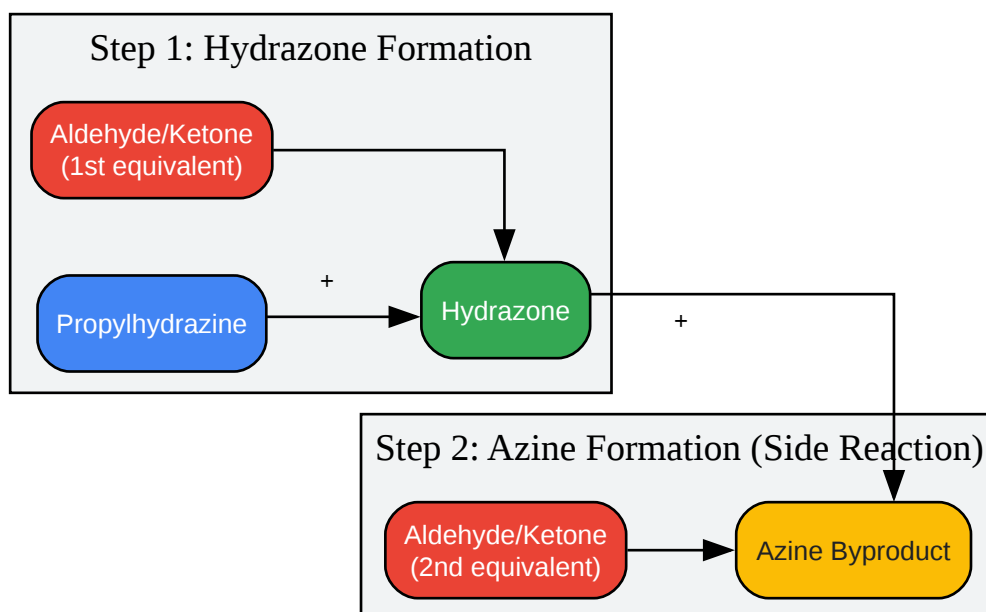 Step 1: Hydrazone Formation
Aldehyde/Ketone
(1st equivalent)
+
Propylhydrazine
Hydrazone
+
Step 2: Azine Formation (Side Reaction)
Aldehyde/Ketone
(2nd equivalent)
Azine Byproduct